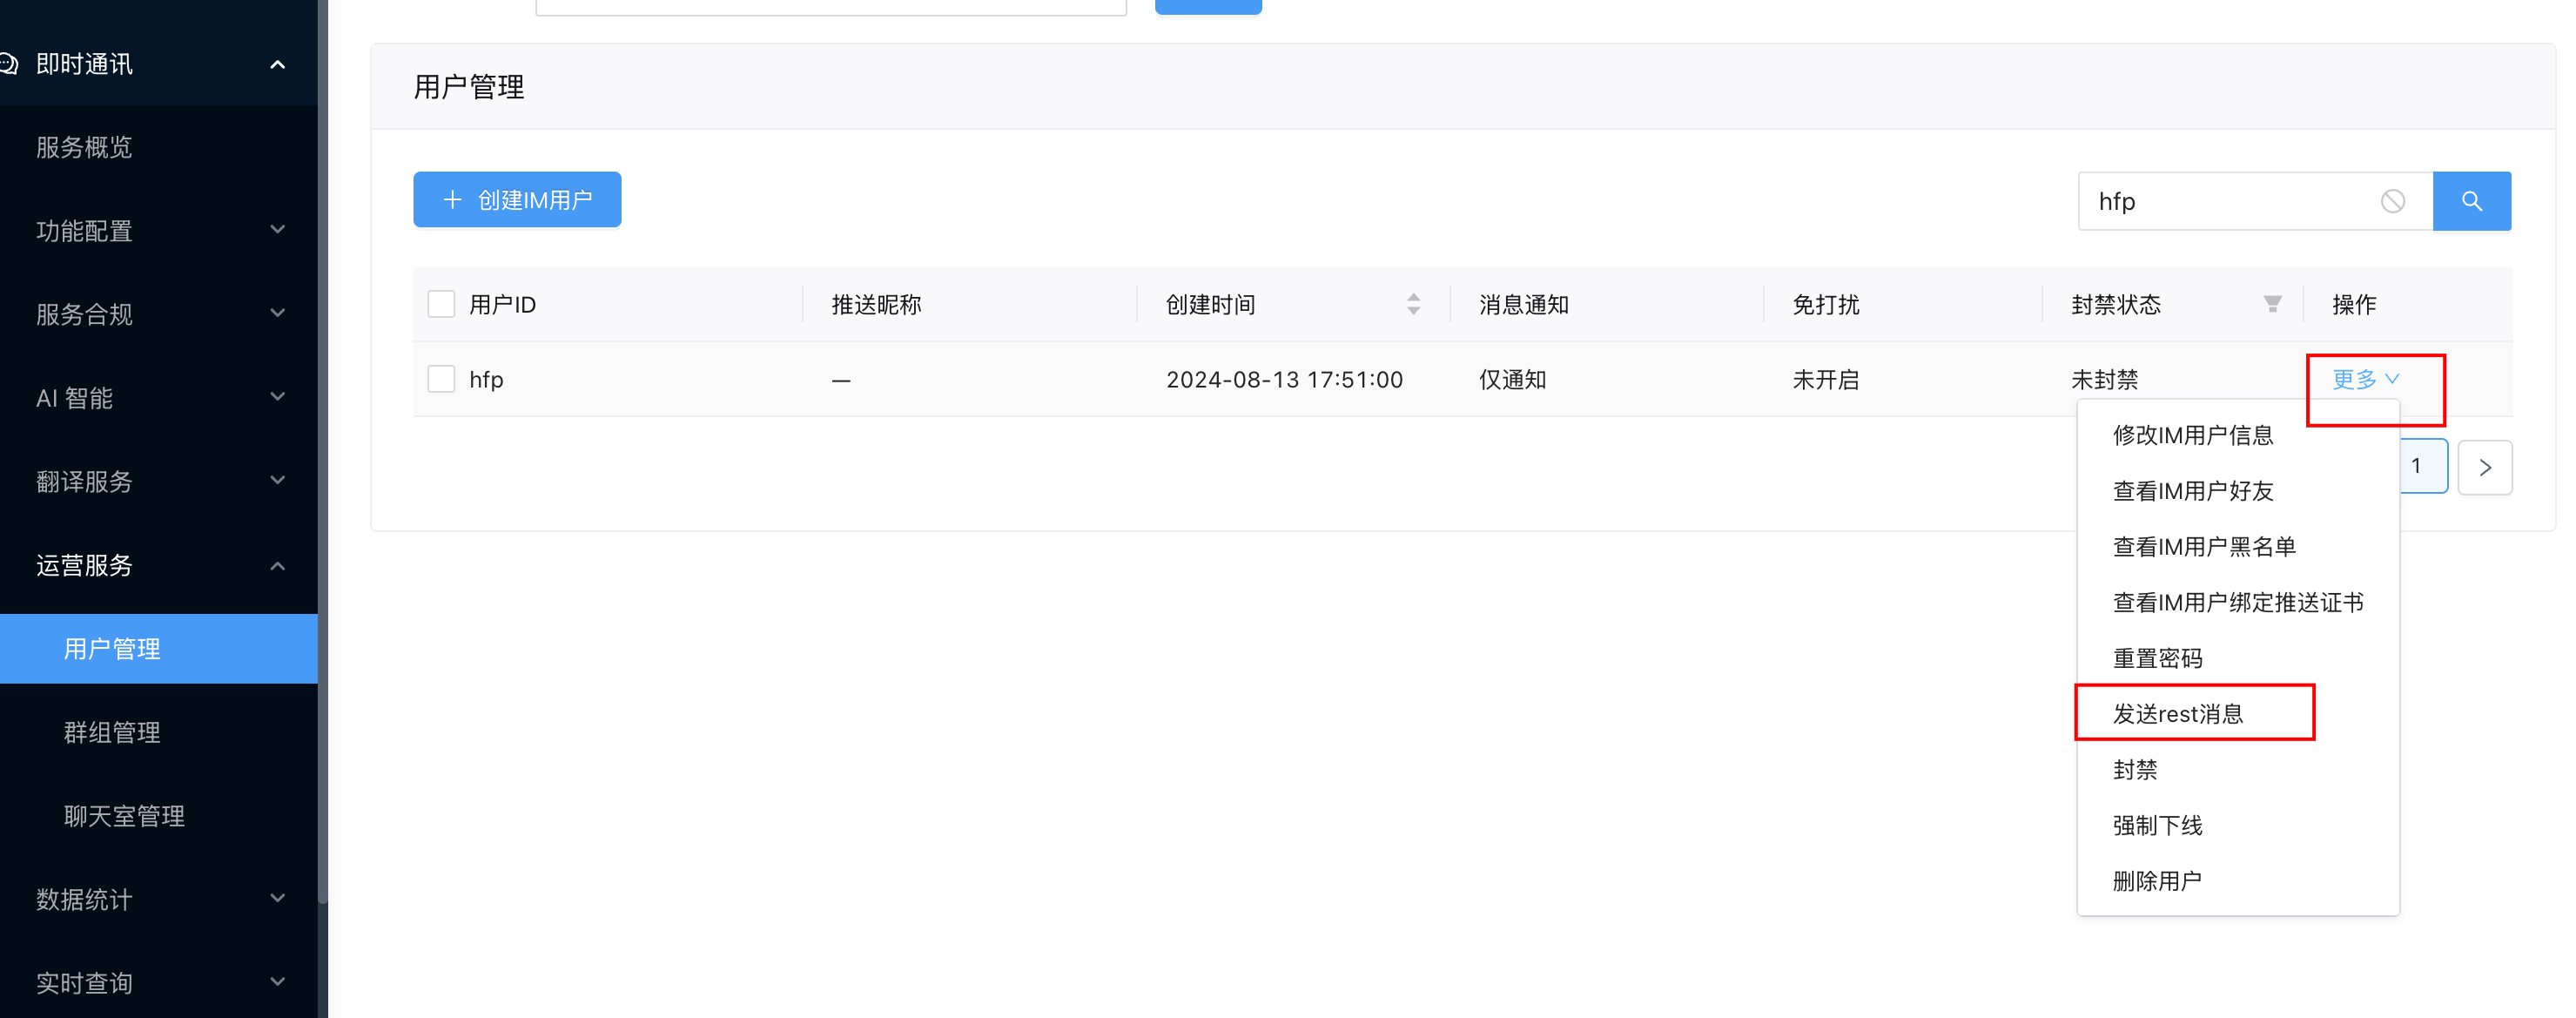 即时通讯
服务概览
功能配置
服务合规
AI 智能
翻译服务
运营服务
用户管理
群组管理
聊天室管理
数据统计
实时查询
用户管理
+ 创建IM用户
hfp
用户ID 推送昵称 创建时间 消息通知 免打扰 封禁状态 操作
hfp — 2024-08-13 17:51:00 仅通知 未开启 未封禁 更多
修改IM用户信息
查看IM用户好友
查看IM用户黑名单
查看IM用户绑定推送证书
重置密码
发送rest消息
封禁
强制下线
删除用户
1 >